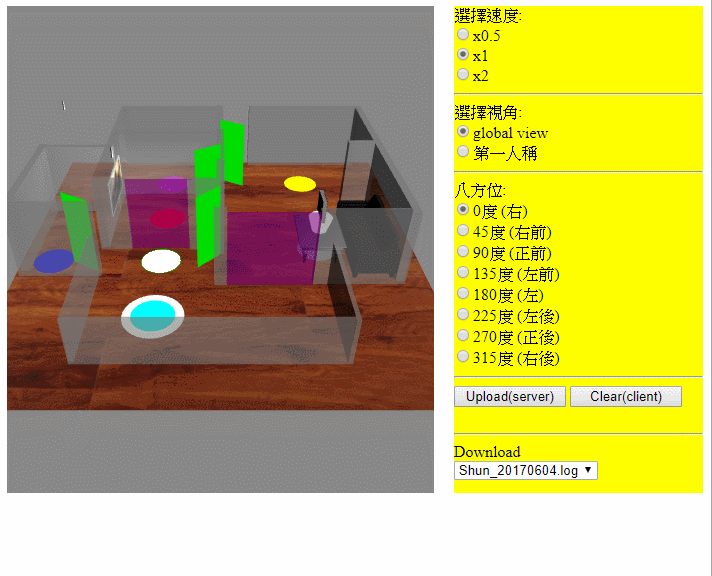 選擇速度:
x0.5
x1
x2
選擇視角:
global view
第一人稱
八方位:
0度 (右)
45度 (右前)
90度 (正前)
135度 (左前)
180度 (左)
225度 (左後)
270度 (正後)
315度 (右後)
Upload(server) Clear(client)
Download
Shun_20170604.log